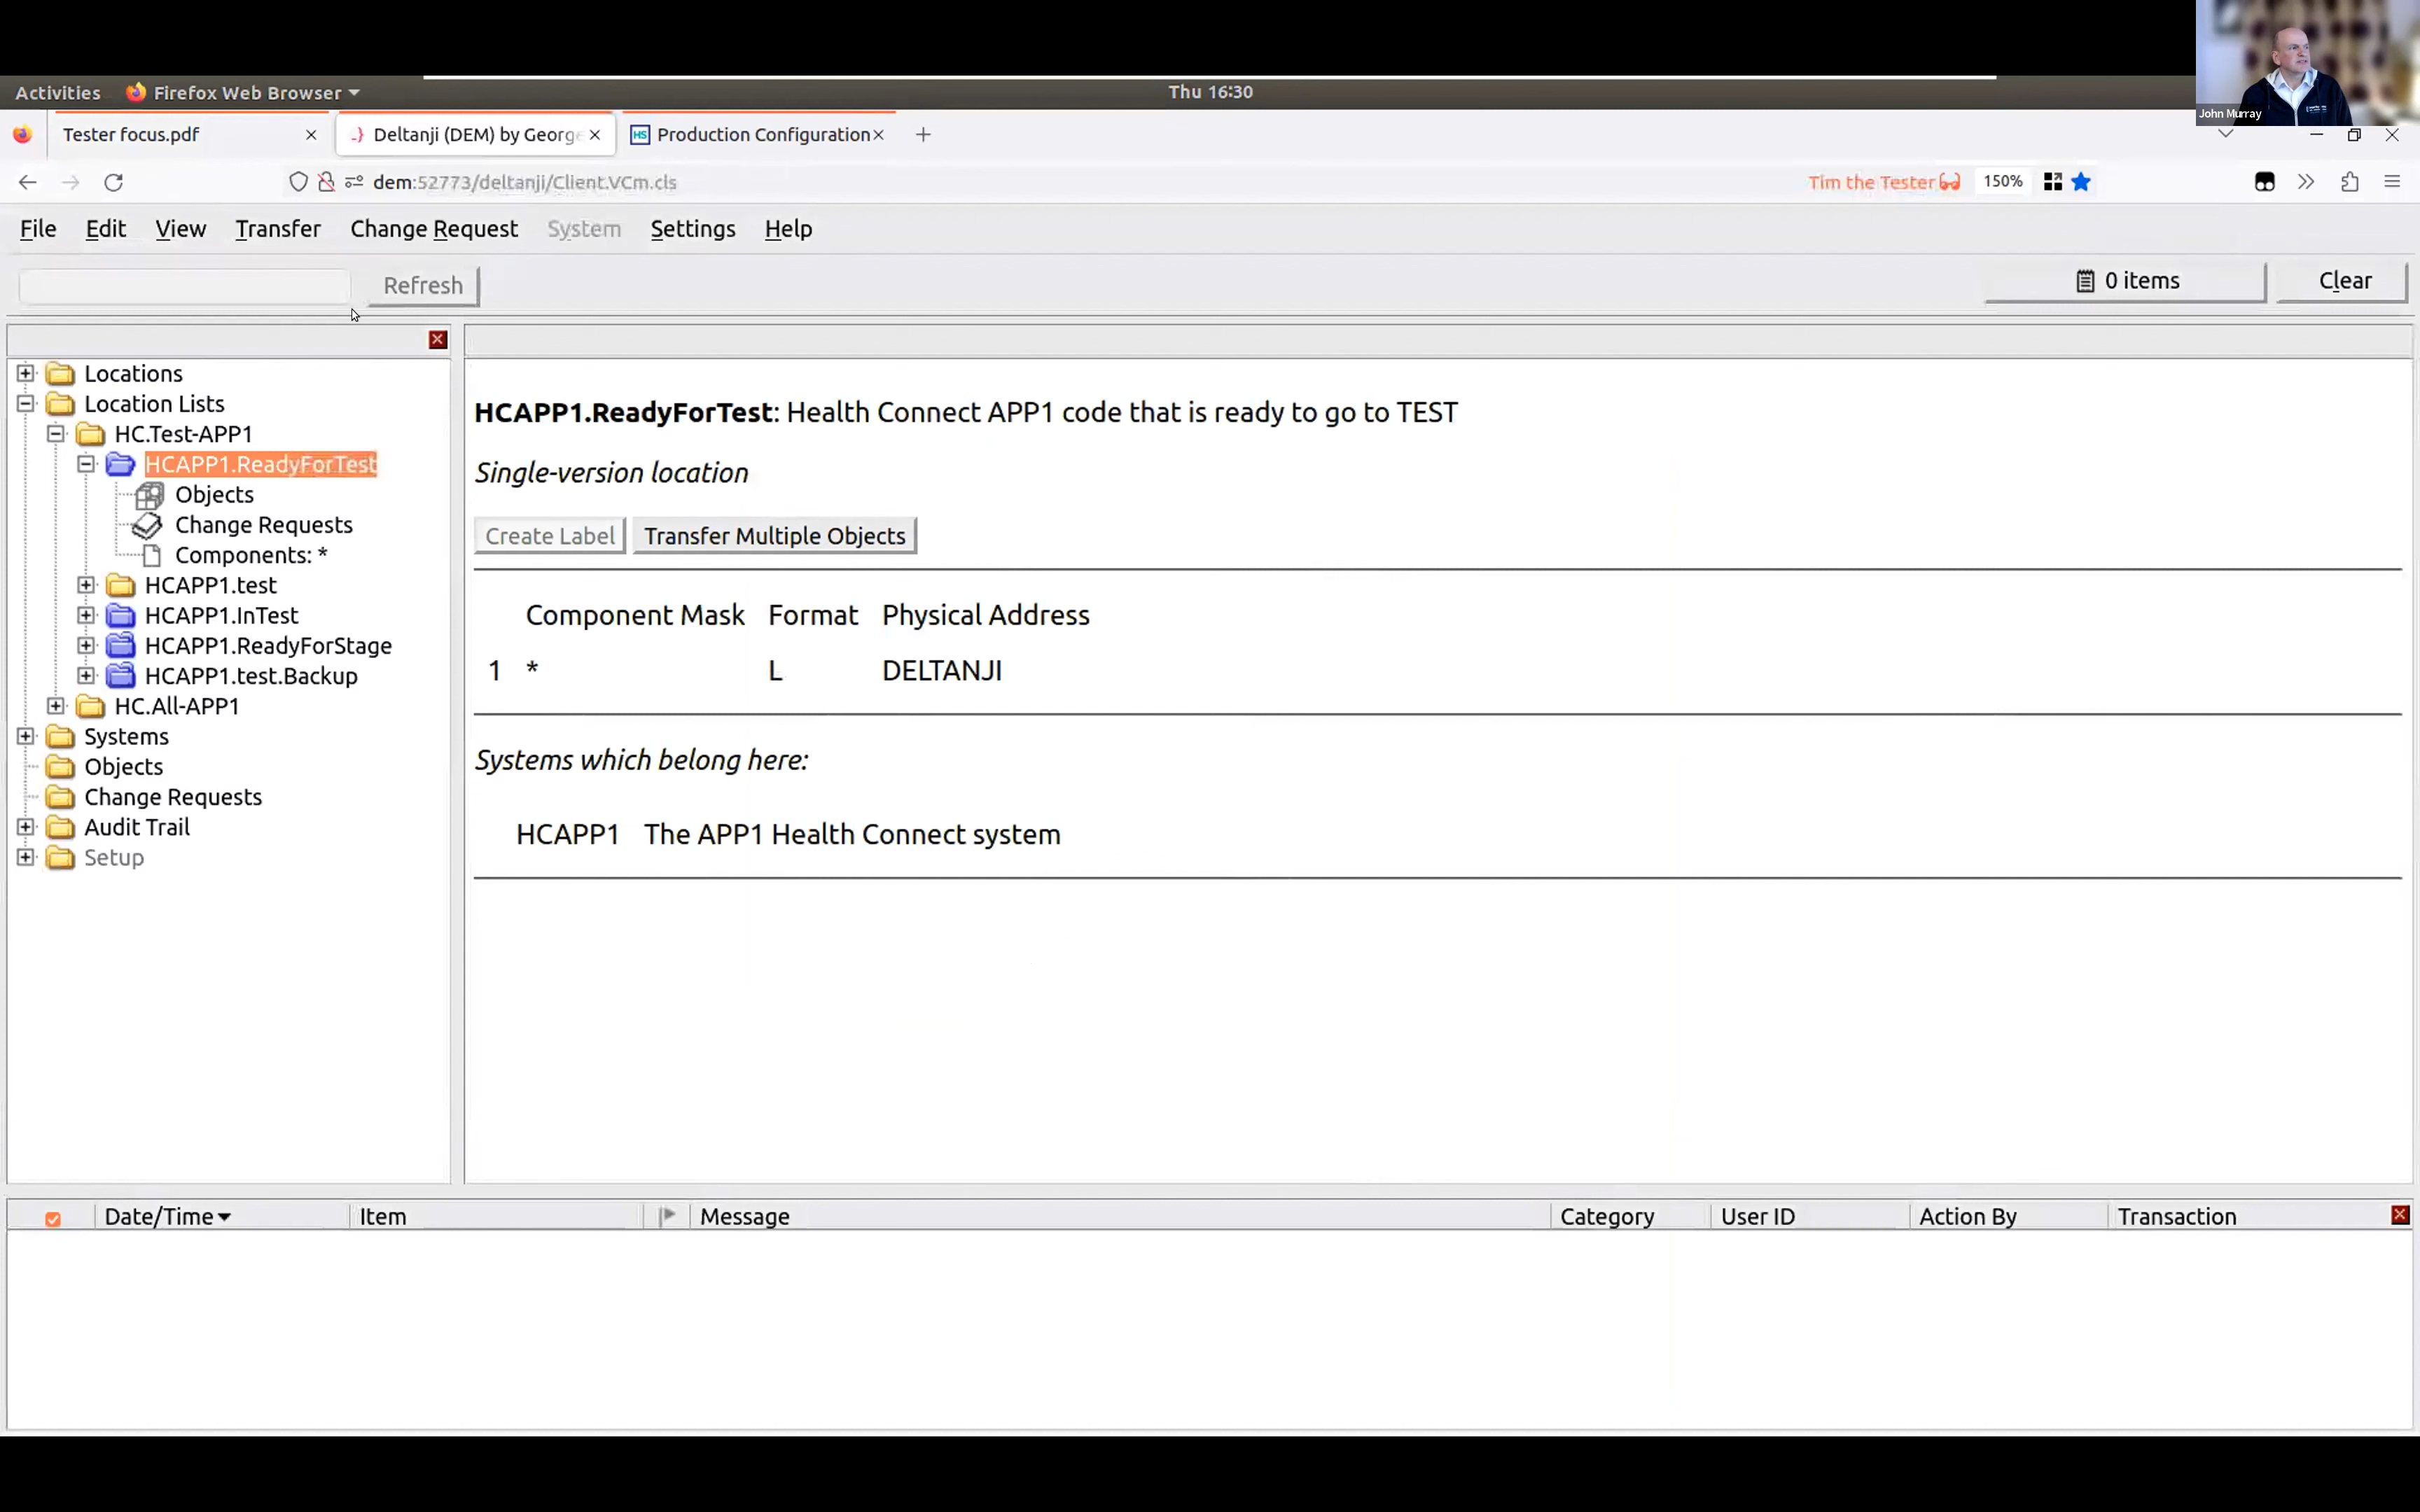 Activities Firefox Web Browser Thu 16:30
John Murray
Tester focus.pdf Deltanji (DEM) by George Production Configuration
dem:52773/deltanji/Client.VCm.cls Tim the Tester 150%
File Edit View Transfer Change Request System Settings Help
Refresh 0 items Clear
Locations
Location Lists
HC.Test-APP1
HCAPP1.ReadyForTest
Objects
Change Requests
Components: *
HCAPP1.test
HCAPP1.InTest
HCAPP1.ReadyForStage
HCAPP1.test.Backup
HC.All-APP1
Systems
Objects
Change Requests
Audit Trail
Setup
HCAPP1.ReadyForTest: Health Connect APP1 code that is ready to go to TEST
Single-version location
Create Label Transfer Multiple Objects
Component Mask Format Physical Address
1 * L DELTANJI
Systems which belong here:
HCAPP1 The APP1 Health Connect system
Date/Time Item Message Category User ID Action By Transaction